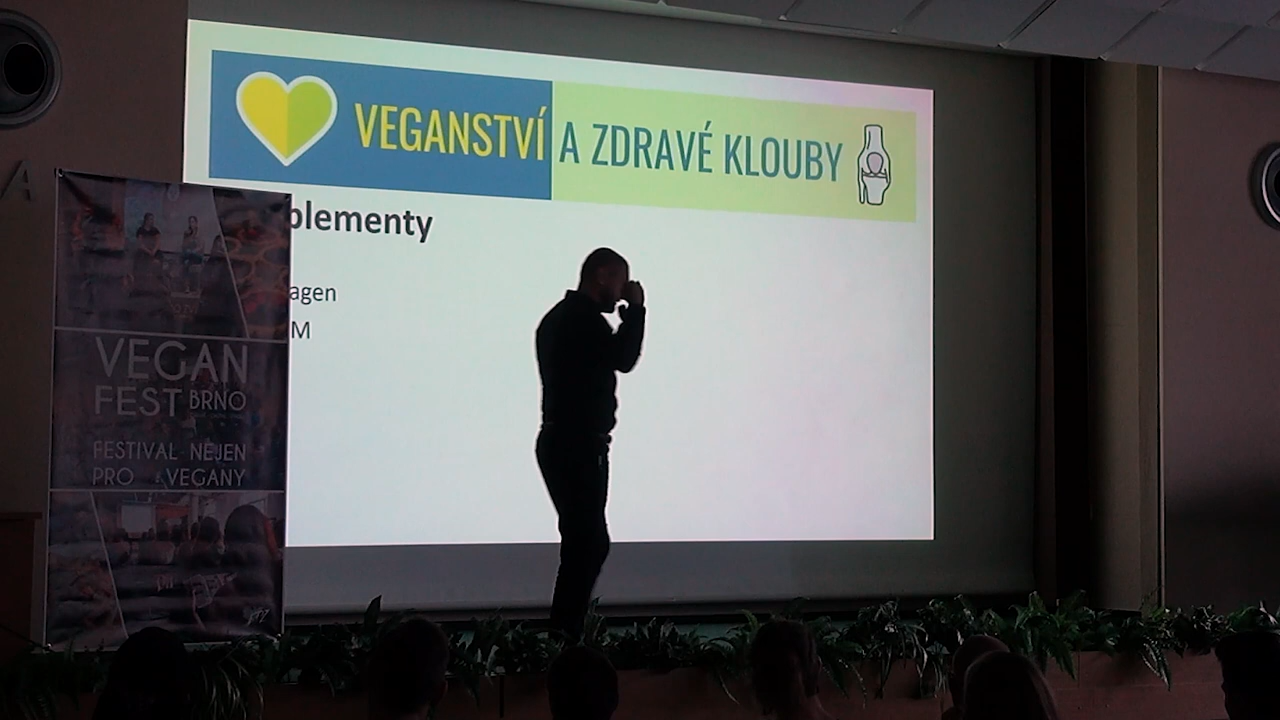 VEGANSTVÍ A ZDRAVÉ KLOUBY
plementy
agen
M
A
VEGAN
FEST BRNO
FESTIVAL NEJEN
PRO VEGANY